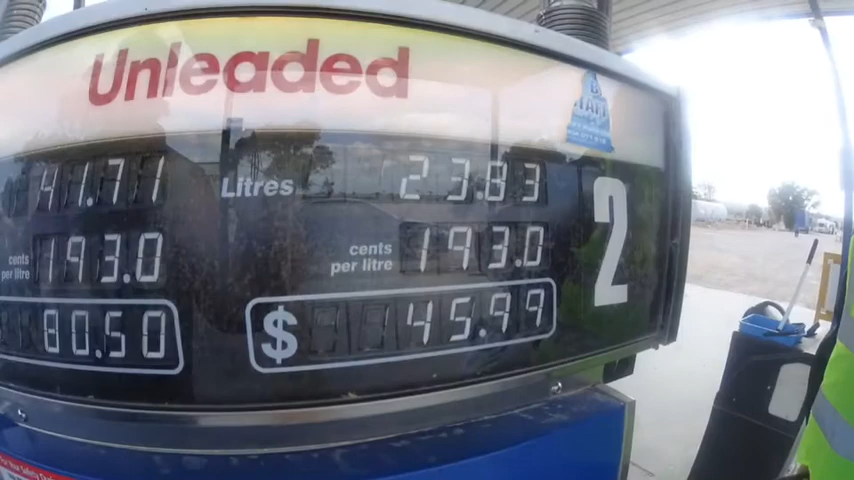 Unleaded
41.71
Litres 23.83
cents per litre 193.0
cents per litre 193.0
80.50
$ 45.99
2